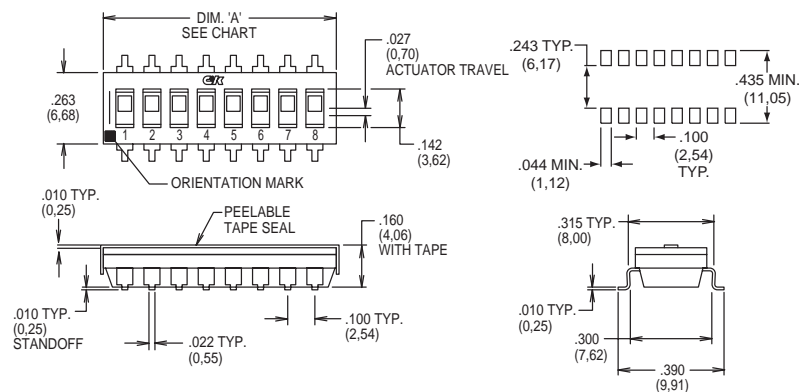 DIM. 'A'
SEE CHART
.027
(0,70)
ACTUATOR TRAVEL
C&K
.263
(6,68)
1 2 3 4 5 6 7 8
.142
(3,62)
ORIENTATION MARK
.243 TYP.
(6,17)
.435 MIN.
(11,05)
.100
(2,54)
TYP.
.044 MIN.
(1,12)
.010 TYP.
(0,25)
PEELABLE
TAPE SEAL
.160
(4,06)
WITH TAPE
.010 TYP.
(0,25)
STANDOFF
.022 TYP.
(0,55)
.100 TYP.
(2,54)
.315 TYP.
(8,00)
.010 TYP.
(0,25)
.300
(7,62)
.390
(9,91)